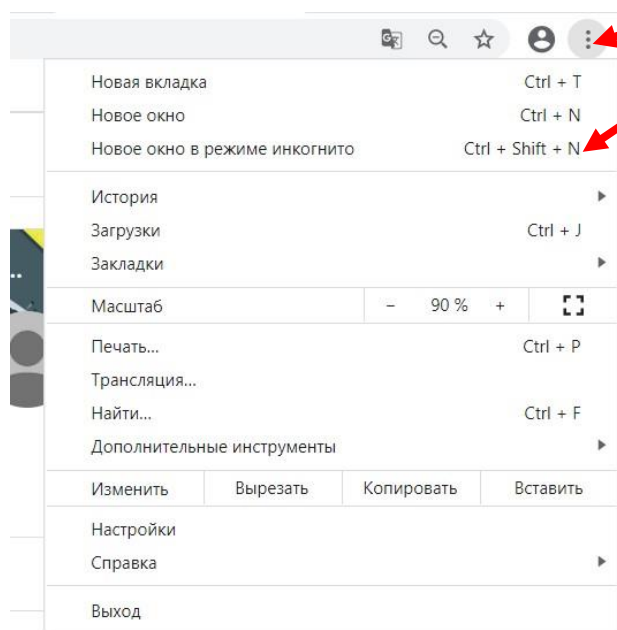 Новая вкладка Ctrl + T
Новое окно Ctrl + N
Новое окно в режиме инкогнито Ctrl + Shift + N
История
Загрузки Ctrl + J
Закладки
Масштаб - 90 % +
Печать... Ctrl + P
Трансляция...
Найти... Ctrl + F
Дополнительные инструменты
Изменить Вырезать Копировать Вставить
Настройки
Справка
Выход